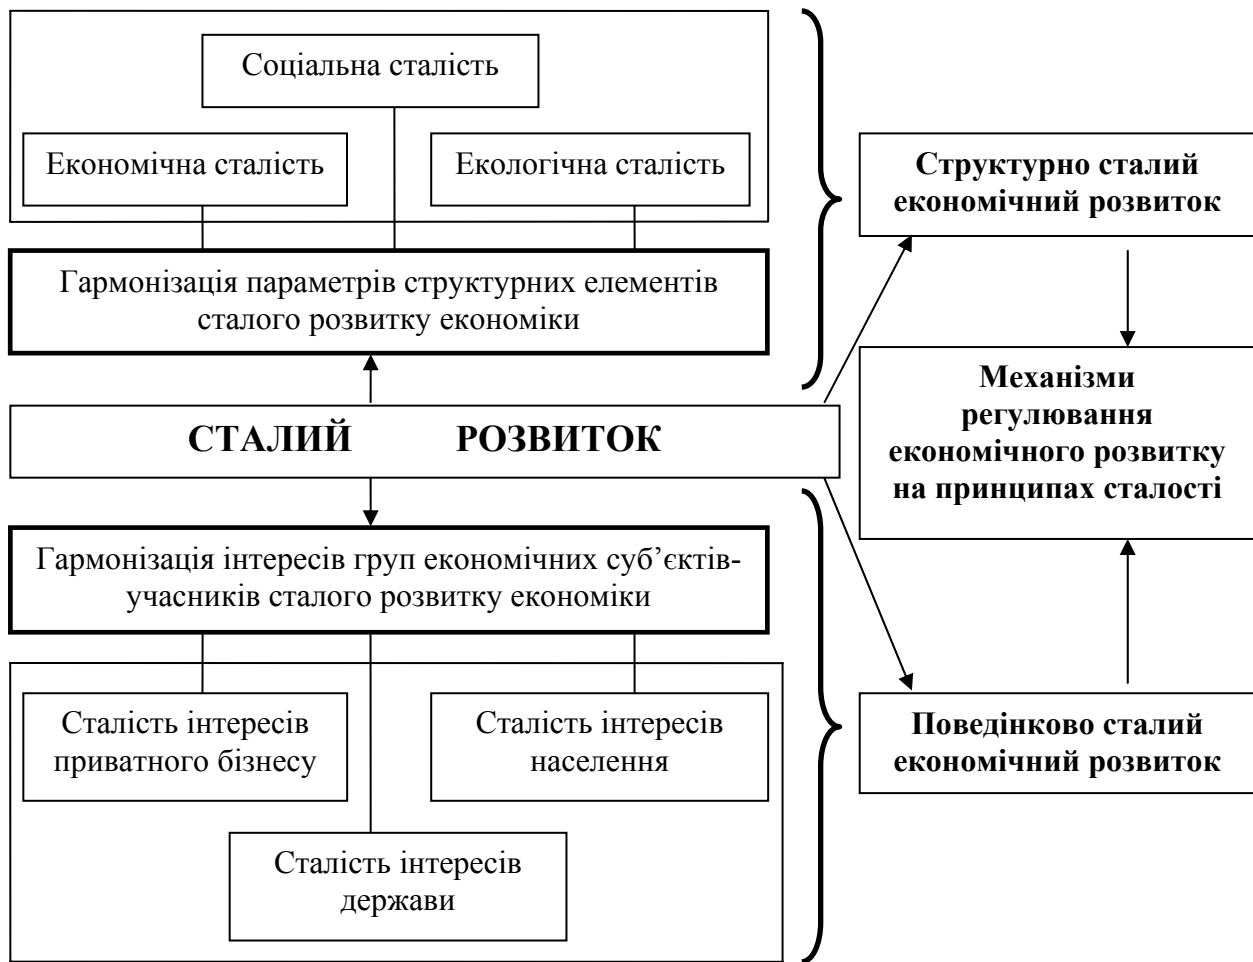 Соціальна сталість
Економічна сталість
Екологічна сталість
Гармонізація параметрів структурних елементів
сталого розвитку економіки
СТАЛИЙ РОЗВИТОК
Гармонізація інтересів груп економічних суб’єктів-
учасників сталого розвитку економіки
Сталість інтересів
приватного бізнесу
Сталість інтересів
населення
Сталість інтересів
держави
Структурно сталий
економічний розвиток
Механізми
регулювання
економічного розвитку
на принципах сталості
Поведінково сталий
економічний розвиток